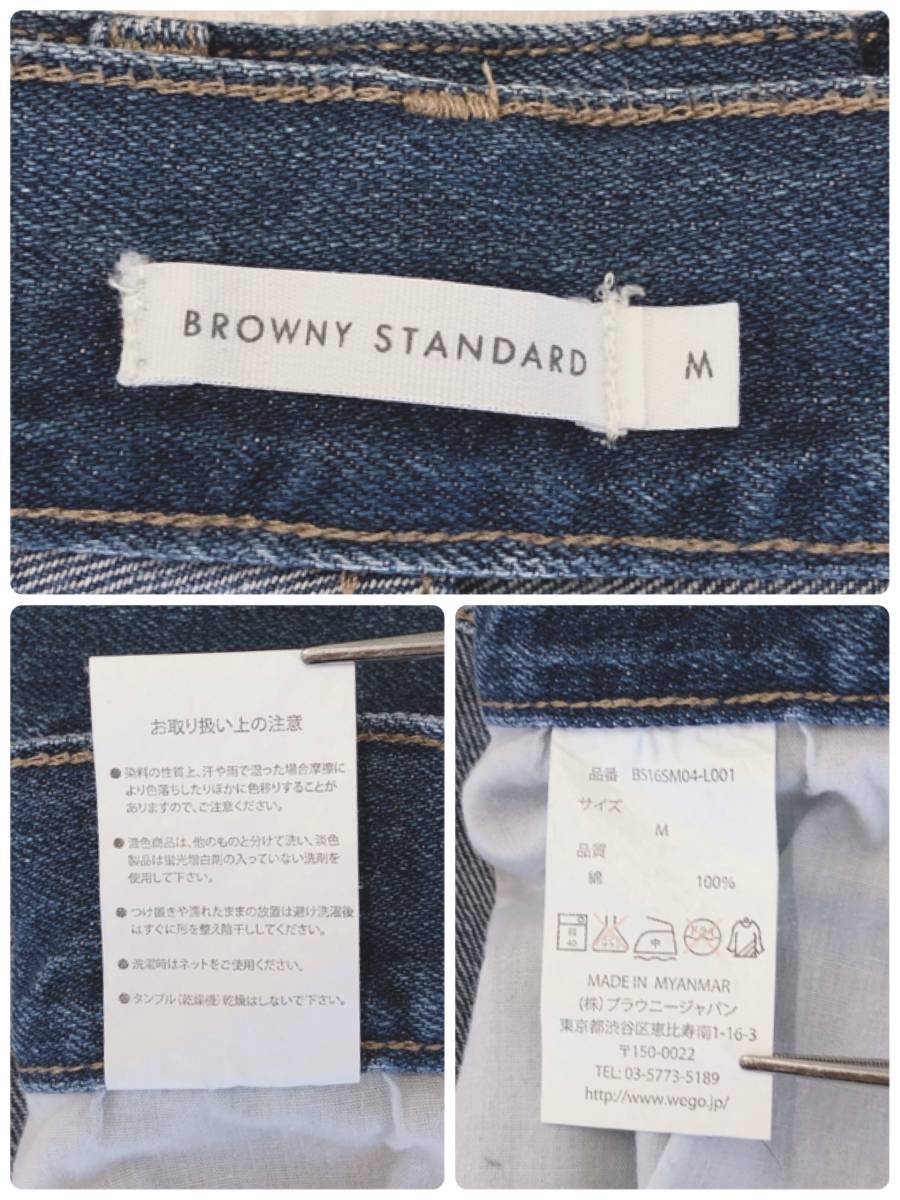 BROWNY STANDARD
M
お取り扱い上の注意
●染料の性質上、汗や雨で湿った場合摩擦に
より色落ちしたりほかに色移りすることが
ありますので、ご注意ください。
●混色商品は、他のものと分けて洗い、淡色
製品は蛍光増白剤の入っていない洗剤を
使用して下さい。
●つけ置きや濡れたままの放置は避け洗濯後
はすぐに形を整え陰干ししてください。
●洗濯時はネットをご使用ください。
●タンブル(乾燥機)乾燥はしないで下さい。
品番 BS16SM04-L001
サイズ
M
品質
綿 100%
40
中
ドライ
MADE IN MYANMAR
(株)ブラウニージャパン
東京都渋谷区恵比寿南1-16-3
〒150-0022
TEL: 03-5773-5189
http://www.wego.jp/